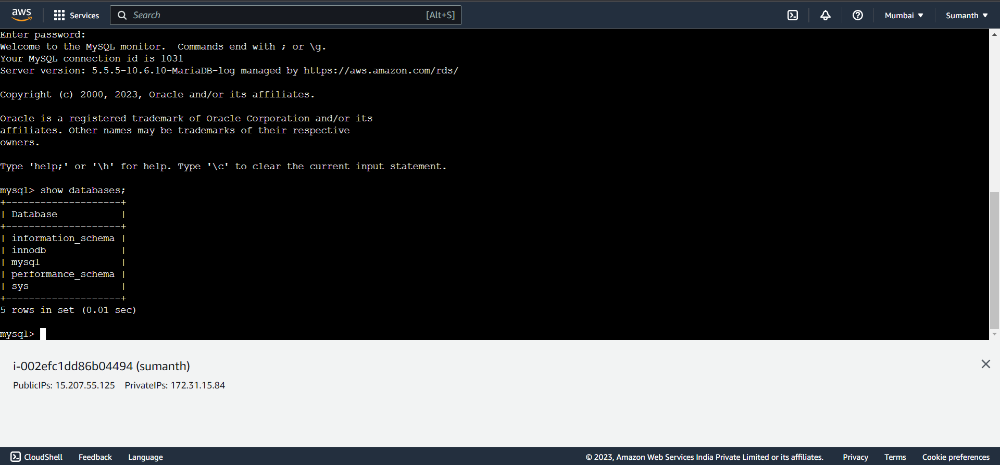 aws Services Search [Alt+S] Mumbai ▼ Sumanth ▼
Enter password:
Welcome to the MySQL monitor.  Commands end with ; or \g.
Your MySQL connection id is 1031
Server version: 5.5.5-10.6.10-MariaDB-log managed by https://aws.amazon.com/rds/
Copyright (c) 2000, 2023, Oracle and/or its affiliates.
Oracle is a registered trademark of Oracle Corporation and/or its
affiliates. Other names may be trademarks of their respective
owners.
Type 'help;' or '\h' for help. Type '\c' to clear the current input statement.
mysql> show databases;
+--------------------+
| Database           |
+--------------------+
| information_schema |
| innodb             |
| mysql              |
| performance_schema |
| sys                |
+--------------------+
5 rows in set (0.01 sec)
mysql>
i-002efc1dd86b04494 (sumanth)
PublicIPs: 15.207.55.125 PrivateIPs: 172.31.15.84
CloudShell Feedback Language © 2023, Amazon Web Services India Private Limited or its affiliates. Privacy Terms Cookie preferences